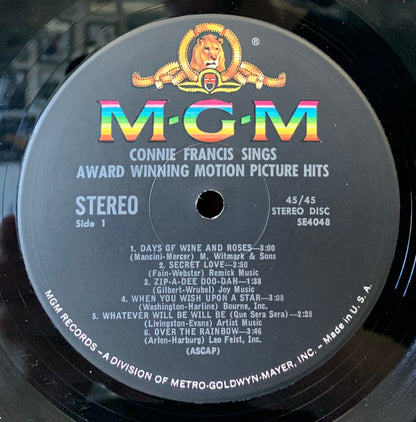 ®
M·G·M
CONNIE FRANCIS SINGS
AWARD WINNING MOTION PICTURE HITS
STEREO
Side 1
45/45
STEREO DISC
SE4048
1. DAYS OF WINE AND ROSES—3:00
(Mancini-Mercer) M. Witmark & Sons
2. SECRET LOVE—2:50
(Fain-Webster) Remick Music
3. ZIP-A-DEE DOO-DAH—1:38
(Gilbert-Wrubel) Joy Music
4. WHEN YOU WISH UPON A STAR—3:08
(Washington-Harline) Bourne, Inc.
5. WHATEVER WILL BE WILL BE (Que Sera Sera)—2:28
(Livingston-Evans) Artist Music
6. OVER THE RAINBOW—3:46
(Arlen-Harburg) Leo Feist, Inc.
(ASCAP)
MGM RECORDS – A DIVISION OF METRO-GOLDWYN-MAYER, INC. – Made in U.S.A.